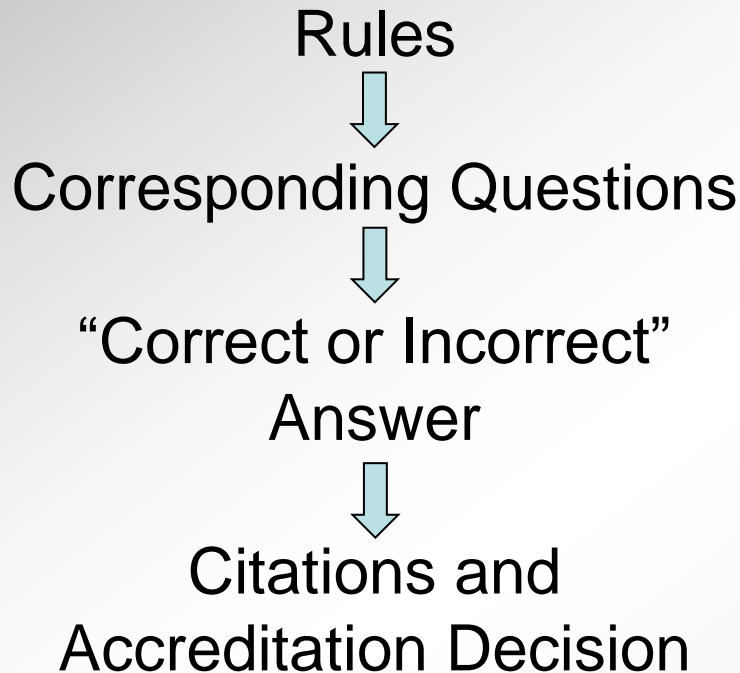 Rules
Corresponding Questions
“Correct or Incorrect”
Answer
Citations and
Accreditation Decision